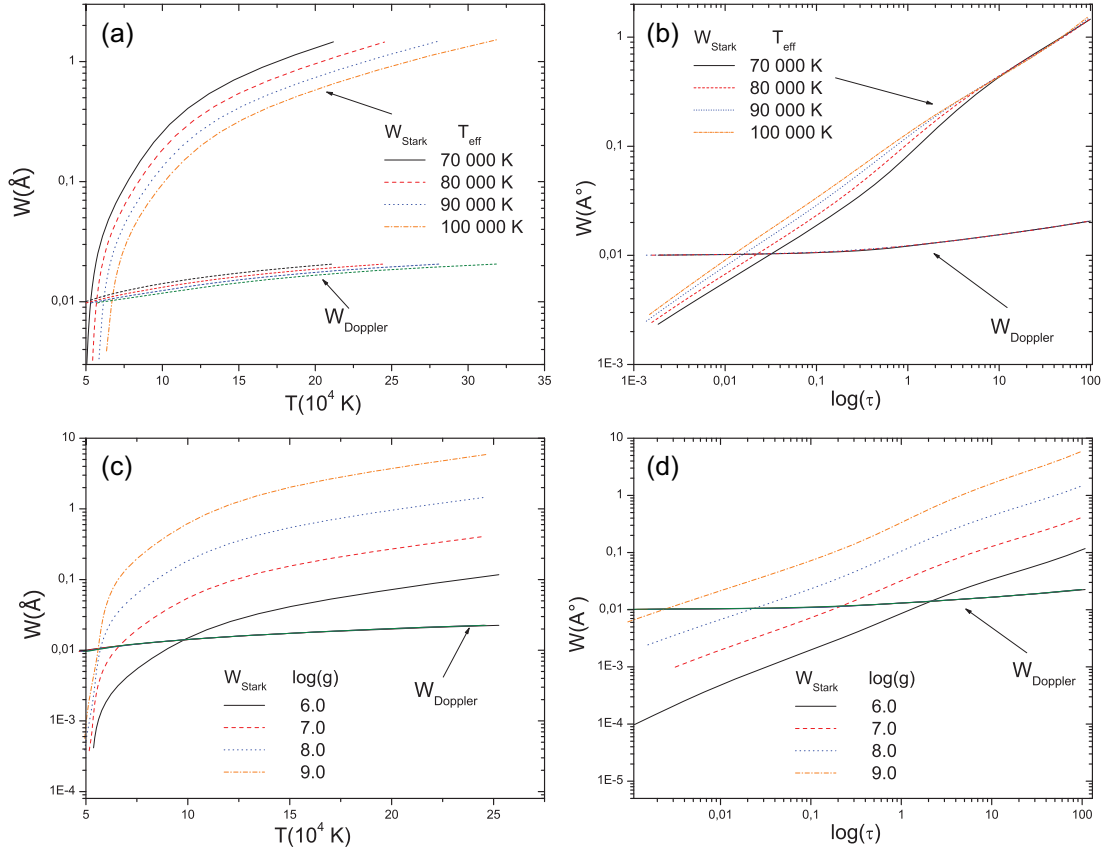 (a)
1
0,1
0,01
W(Å)
W_Stark T_eff
70 000 K
80 000 K
90 000 K
100 000 K
W_Doppler
5 10 15 20 25 30 35
T(10^4 K)
(b)
W_Stark T_eff
70 000 K
80 000 K
90 000 K
100 000 K
1
0,1
0,01
1E-3
W(A°)
W_Doppler
1E-3 0,01 0,1 1 10 100
log(τ)
(c)
10
1
0,1
0,01
1E-3
1E-4
W(Å)
W_Doppler
W_Stark log(g)
6.0
7.0
8.0
9.0
5 10 15 20 25
T(10^4 K)
(d)
10
1
0,1
0,01
1E-3
1E-4
1E-5
W(A°)
W_Doppler
W_Stark log(g)
6.0
7.0
8.0
9.0
0,01 0,1 1 10 100
log(τ)